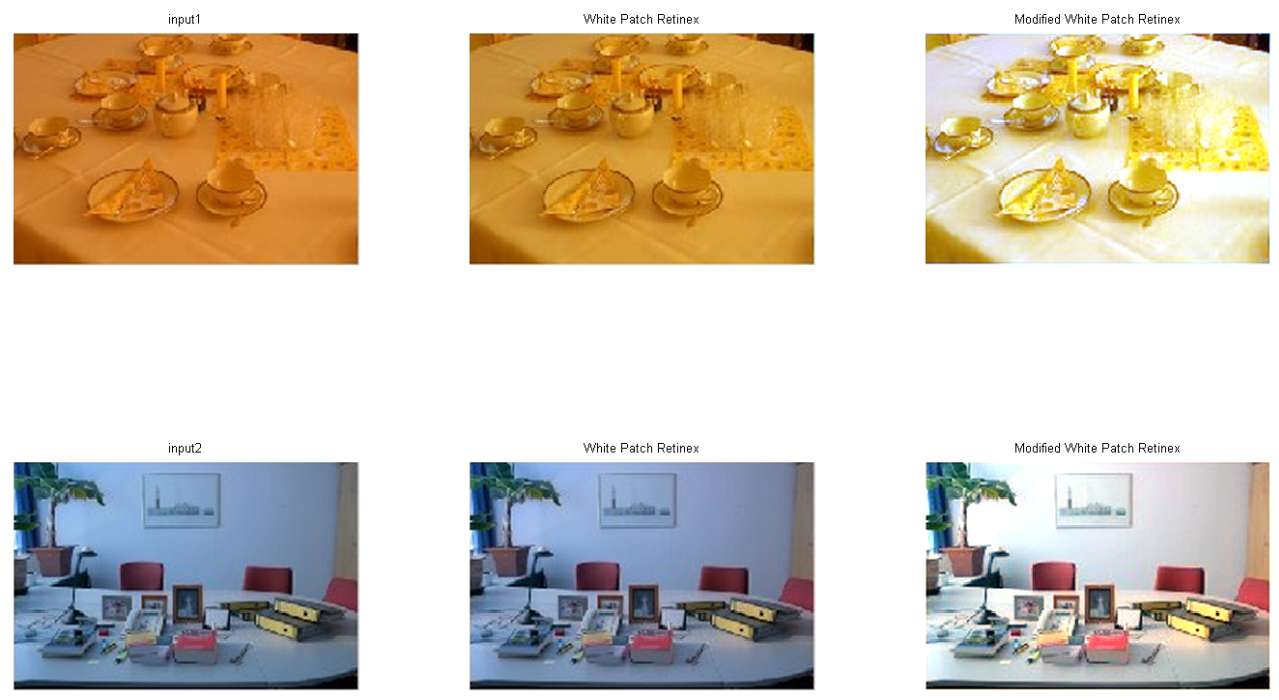 input1
White Patch Retinex
Modified White Patch Retinex
input2
White Patch Retinex
Modified White Patch Retinex